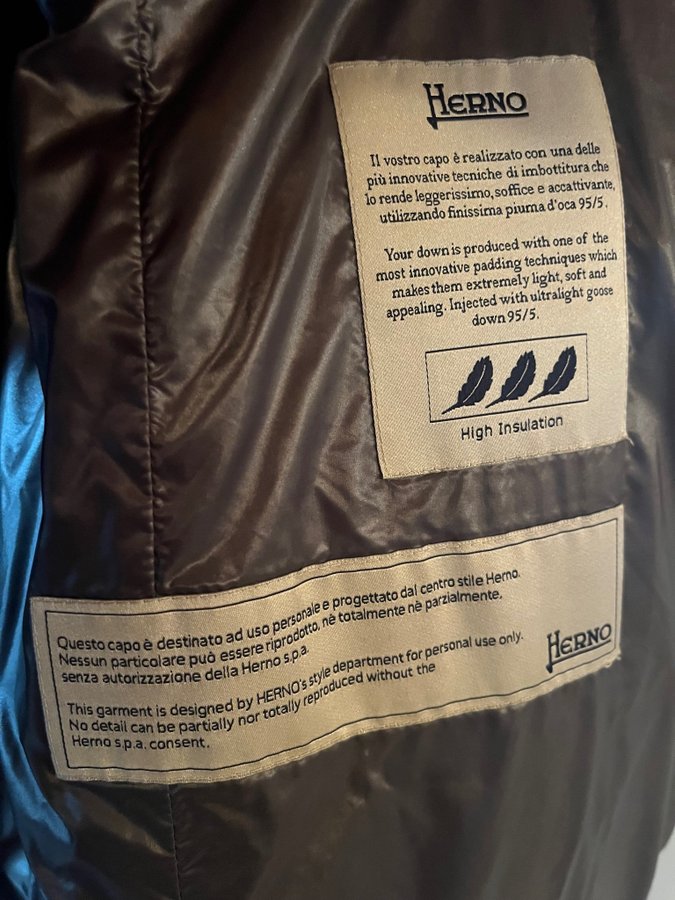 HERNO
Il vostro capo è realizzato con una delle
più innovative tecniche di imbottitura che
lo rende leggerissimo, soffice e accattivante,
utilizzando finissima piuma d'oca 95/5.
Your down is produced with one of the
most innovative padding techniques which
makes them extremely light, soft and
appealing. Injected with ultralight goose
down 95/5.
High Insulation
Questo capo è destinato ad uso personale e progettato dal centro stile Herno.
Nessun particolare può essere riprodotto, nè totalmente nè parzialmente,
senza autorizzazione della Herno s.p.a.
This garment is designed by HERNO's style department for personal use only.
No detail can be partially nor totally reproduced without the
Herno s.p.a. consent.
HERNO